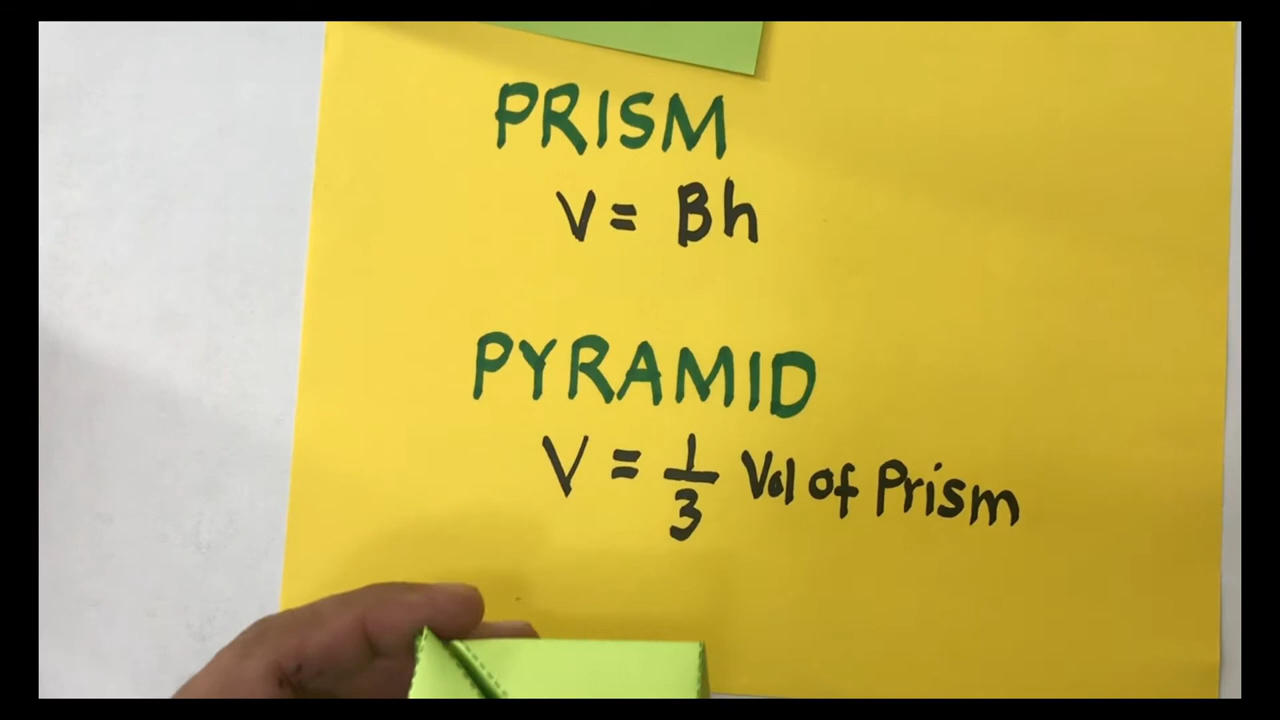 PRISM
V = Bh
PYRAMID
V = 1/3 Vol of Prism